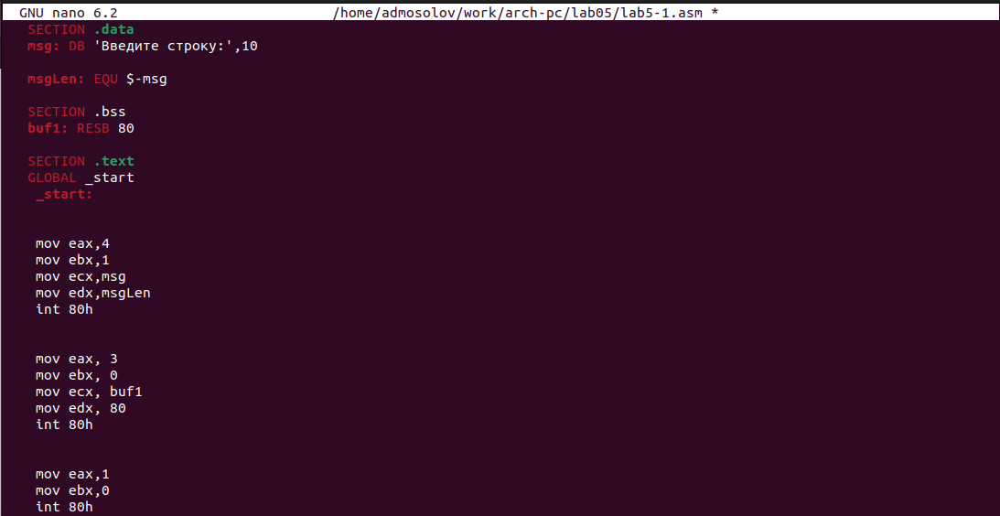 GNU nano 6.2 /home/admosolov/work/arch-pc/lab05/lab5-1.asm *
SECTION .data
msg: DB 'Введите строку:',10
msgLen: EQU $-msg
SECTION .bss
buf1: RESB 80
SECTION .text
GLOBAL _start
_start:
mov eax,4
mov ebx,1
mov ecx,msg
mov edx,msgLen
int 80h
mov eax, 3
mov ebx, 0
mov ecx, buf1
mov edx, 80
int 80h
mov eax,1
mov ebx,0
int 80h